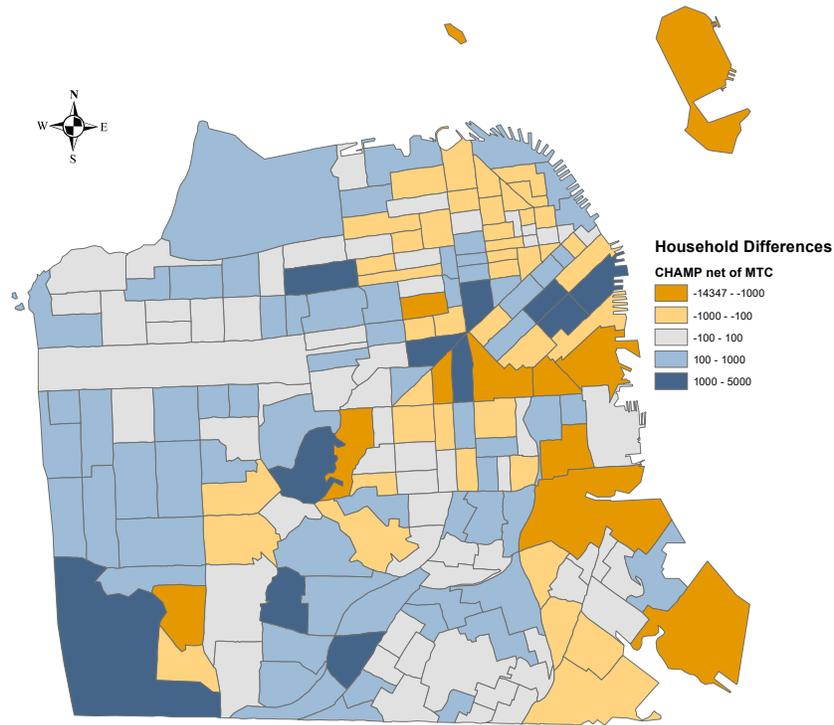 N
W E
S
Household Differences
CHAMP net of MTC
-14347 - -1000
-1000 - -100
-100 - 100
100 - 1000
1000 - 5000